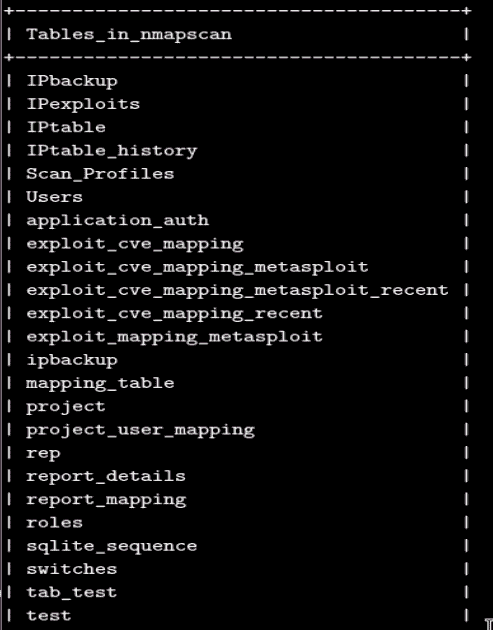 +----------------------------------------+
| Tables_in_nmapscan |
+----------------------------------------+
| IPbackup |
| IPexploits |
| IPtable |
| IPtable_history |
| Scan_Profiles |
| Users |
| application_auth |
| exploit_cve_mapping |
| exploit_cve_mapping_metasploit |
| exploit_cve_mapping_metasploit_recent |
| exploit_cve_mapping_recent |
| exploit_mapping_metasploit |
| ipbackup |
| mapping_table |
| project |
| project_user_mapping |
| rep |
| report_details |
| report_mapping |
| roles |
| sqlite_sequence |
| switches |
| tab_test |
| test |